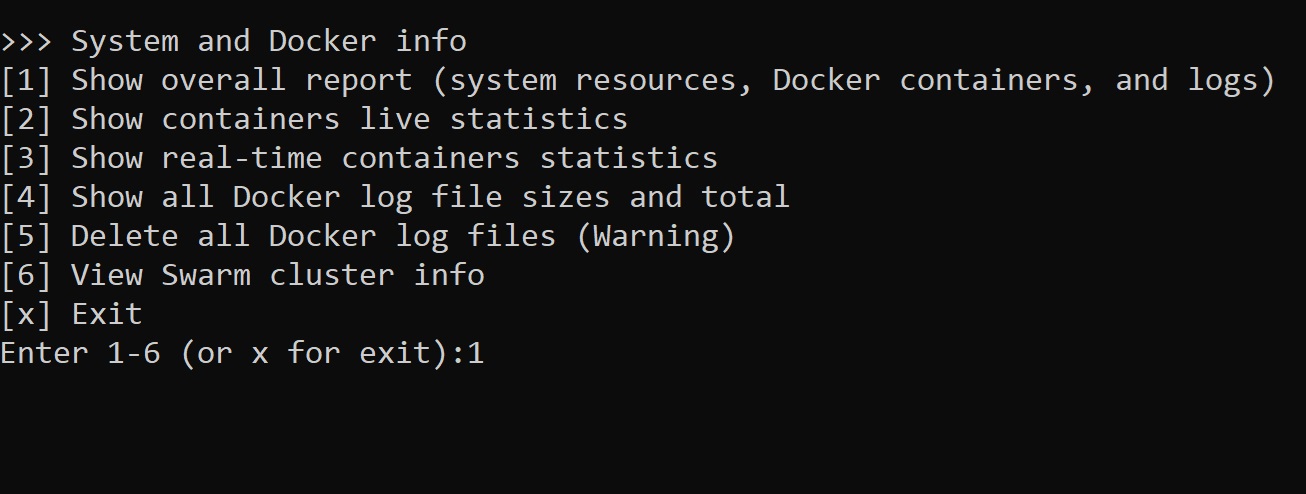 >>> System and Docker info
[1] Show overall report (system resources, Docker containers, and logs)
[2] Show containers live statistics
[3] Show real-time containers statistics
[4] Show all Docker log file sizes and total
[5] Delete all Docker log files (Warning)
[6] View Swarm cluster info
[x] Exit
Enter 1-6 (or x for exit):1